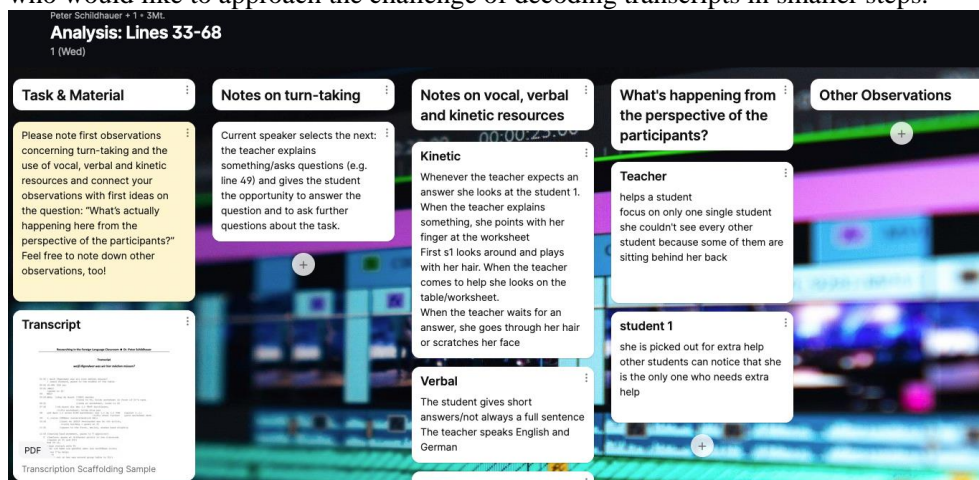 who would like to approach the challenge of decoding transcripts in smaller steps.
Peter Schildhauer + 1 • 3Mt.
Analysis: Lines 33-68
1 (Wed)
Task & Material
Please note first observations
concerning turn-taking and the
use of vocal, verbal and kinetic
resources and connect your
observations with first ideas on
the question: "What's actually
happening here from the
perspective of the participants?"
Feel free to note down other
observations, too!
Transcript
PDF
Transcription Scaffolding Sample
Notes on turn-taking
Current speaker selects the next:
the teacher explains
something/asks questions (e.g.
line 49) and gives the student
the opportunity to answer the
question and to ask further
questions about the task.
Notes on vocal, verbal
and kinetic resources
00:00:25:00
Kinetic
Whenever the teacher expects an
answer she looks at the student 1.
When the teacher explains
something, she points with her
finger at the worksheet
First s1 looks around and plays
with her hair. When the teacher
comes to help she looks on the
table/worksheet.
When the teacher waits for an
answer, she goes through her hair
or scratches her face
Verbal
The student gives short
answers/not always a full sentence
The teacher speaks English and
German
What's happening from
the perspective of the
participants?
Teacher
helps a student
focus on only one single student
she couldn't see every other
student because some of them are
sitting behind her back
student 1
she is picked out for extra help
other students can notice that she
is the only one who needs extra
help
Other Observations